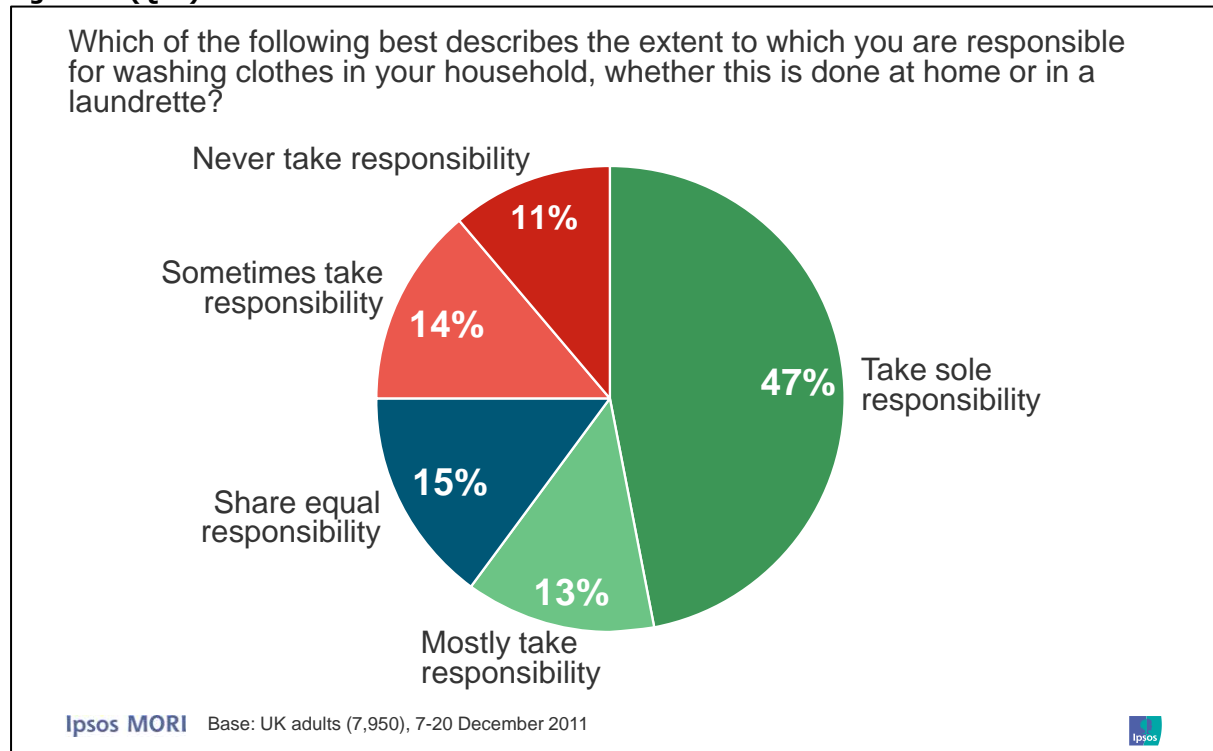 Which of the following best describes the extent to which you are responsible
for washing clothes in your household, whether this is done at home or in a
laundrette?
Never take responsibility
11%
Sometimes take
responsibility
14%
47%
Take sole
responsibility
15%
Share equal
responsibility
13%
Mostly take
responsibility
Ipsos MORI Base: UK adults (7,950), 7-20 December 2011
Ipsos